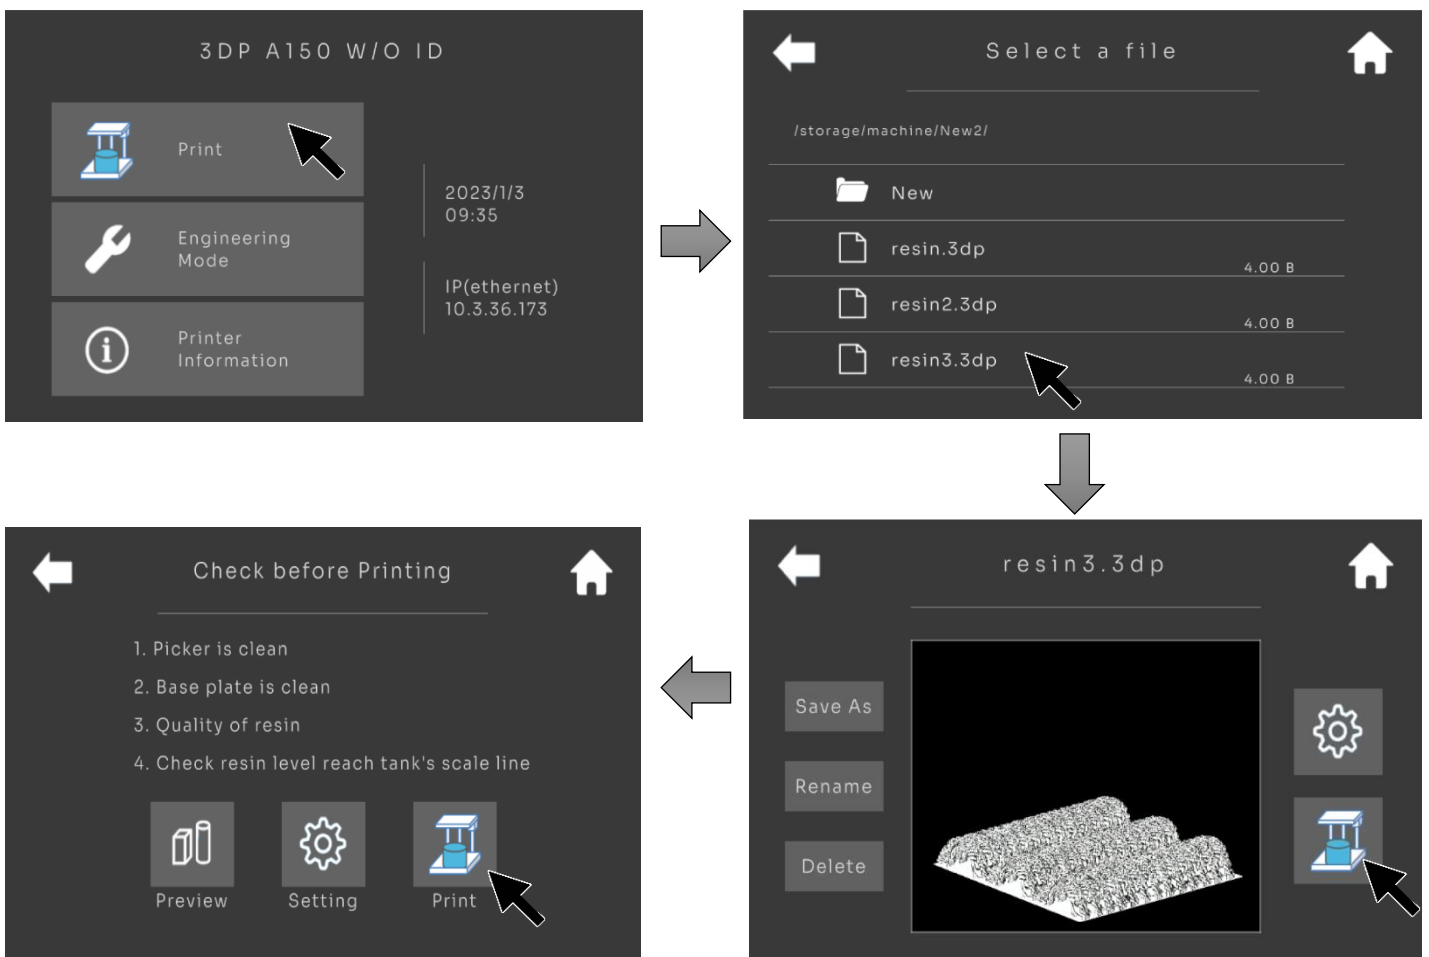 3DP A150 W/O ID
Print
Engineering
Mode
Printer
Information
2023/1/3
09:35
IP(ethernet)
10.3.36.173
Select a file
/storage/machine/New2/
New
resin.3dp
4.00 B
resin2.3dp
4.00 B
resin3.3dp
4.00 B
resin3.3dp
Save As
Rename
Delete
Check before Printing
1. Picker is clean
2. Base plate is clean
3. Quality of resin
4. Check resin level reach tank's scale line
Preview
Setting
Print